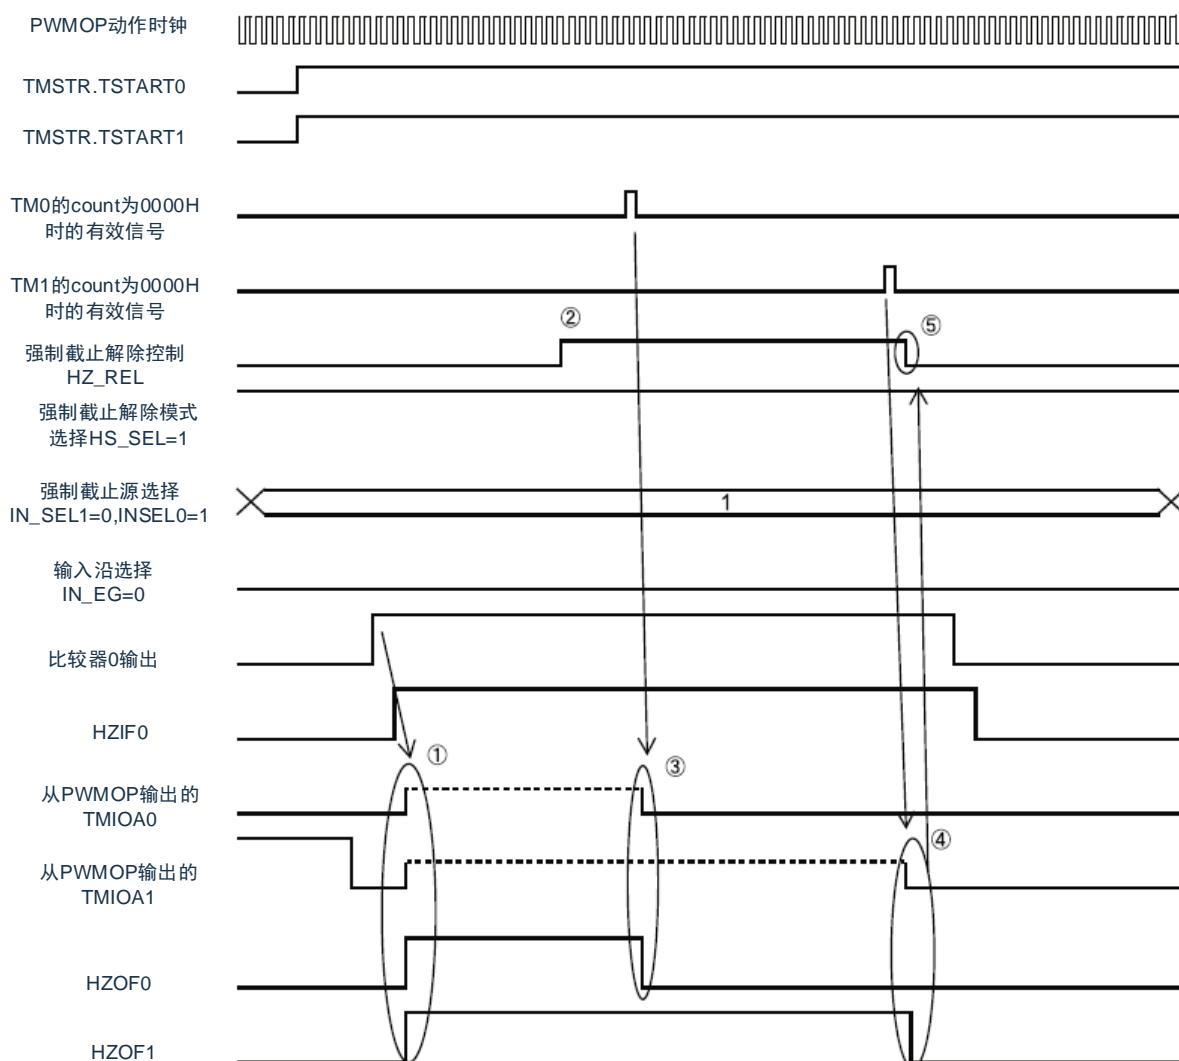 PWMOP动作时钟
TMSTR.TSTART0
TMSTR.TSTART1
TM0的count为0000H
时的有效信号
TM1的count为0000H
时的有效信号
②
⑤
强制截止解除控制
HZ_REL
强制截止解除模式
选择HS_SEL=1
强制截止源选择
IN_SEL1=0,INSEL0=1
1
输入沿选择
IN_EG=0
比较器0输出
HZIF0
①
③
从PWMOP输出的
TMIOA0
④
从PWMOP输出的
TMIOA1
HZOF0
HZOF1